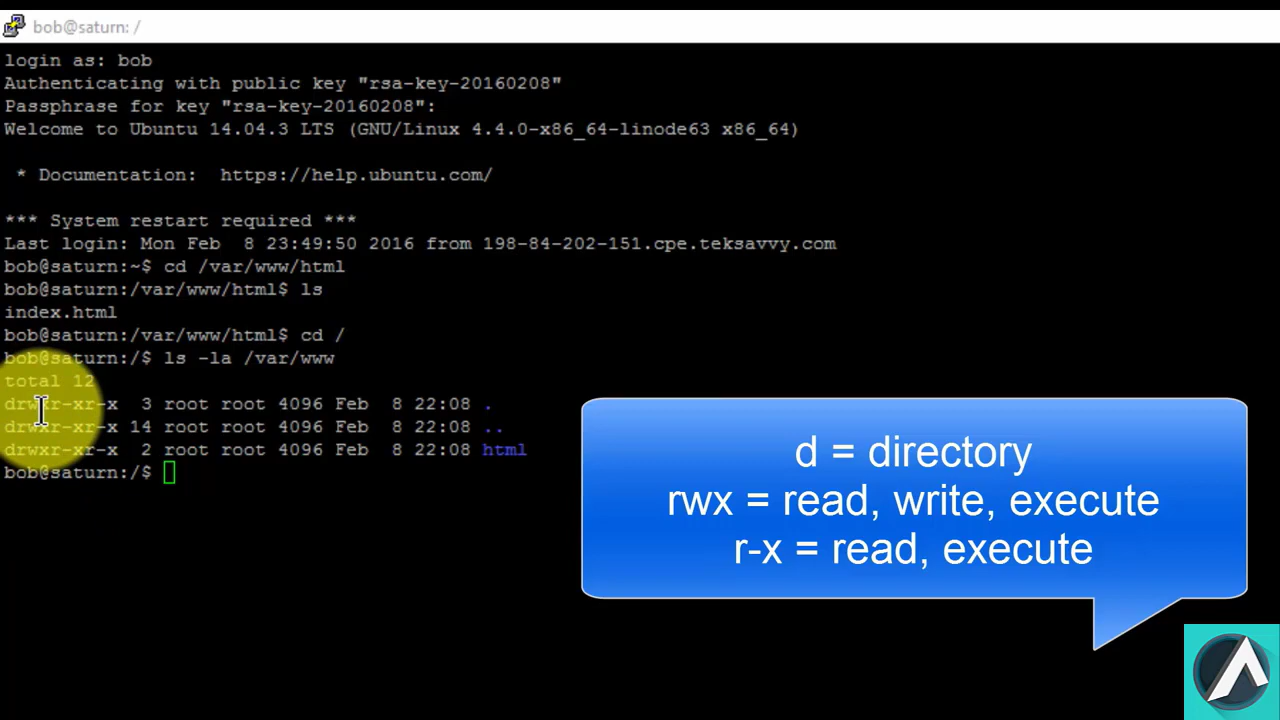 bob@saturn: /
login as: bob
Authenticating with public key "rsa-key-20160208"
Passphrase for key "rsa-key-20160208":
Welcome to Ubuntu 14.04.3 LTS (GNU/Linux 4.4.0-x86_64-linode63 x86_64)
* Documentation:  https://help.ubuntu.com/
*** System restart required ***
Last login: Mon Feb  8 23:49:50 2016 from 198-84-202-151.cpe.teksavvy.com
bob@saturn:~$ cd /var/www/html
bob@saturn:/var/www/html$ ls
index.html
bob@saturn:/var/www/html$ cd /
bob@saturn:/$ ls -la /var/www
total 12
drwxr-xr-x  3 root root 4096 Feb  8 22:08 .
drwxr-xr-x 14 root root 4096 Feb  8 22:08 ..
drwxr-xr-x  2 root root 4096 Feb  8 22:08 html
bob@saturn:/$
d = directory
rwx = read, write, execute
r-x = read, execute